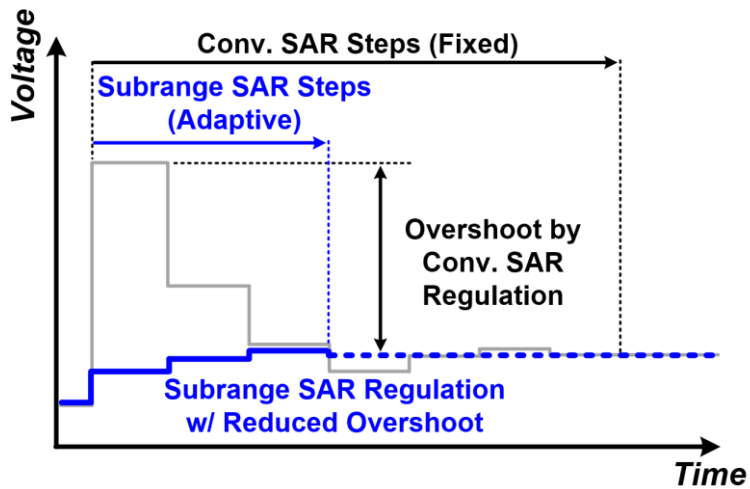 Conv. SAR Steps (Fixed)
Voltage
Subrange SAR Steps
(Adaptive)
Overshoot by
Conv. SAR
Regulation
Subrange SAR Regulation
w/ Reduced Overshoot
Time